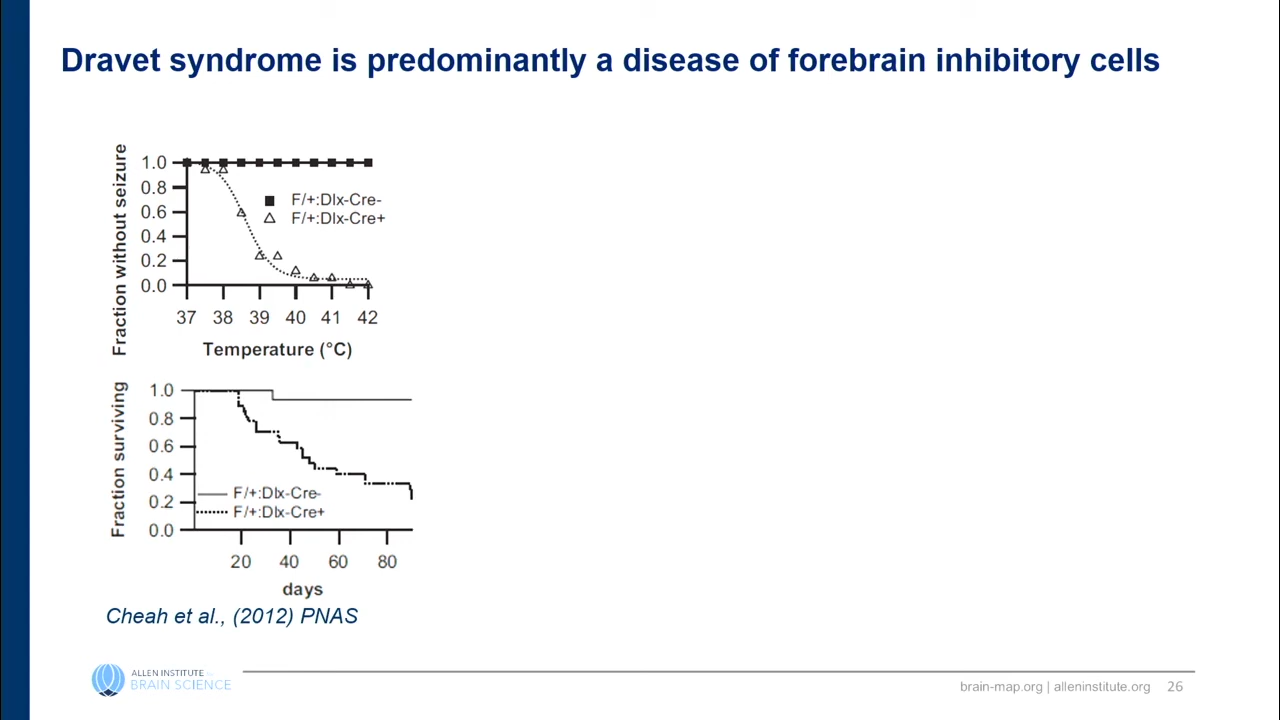 Dravet syndrome is predominantly a disease of forebrain inhibitory cells
Fraction without seizure
1.0
0.8
0.6
0.4
0.2
0.0
F/+:Dlx-Cre-
F/+:Dlx-Cre+
37 38 39 40 41 42
Temperature (°C)
Fraction surviving
1.0
0.8
0.6
0.4
0.2
0.0
F/+:Dlx-Cre-
F/+:Dlx-Cre+
20 40 60 80
days
Cheah et al., (2012) PNAS
ALLEN INSTITUTE for
BRAIN SCIENCE
brain-map.org | alleninstitute.org 26